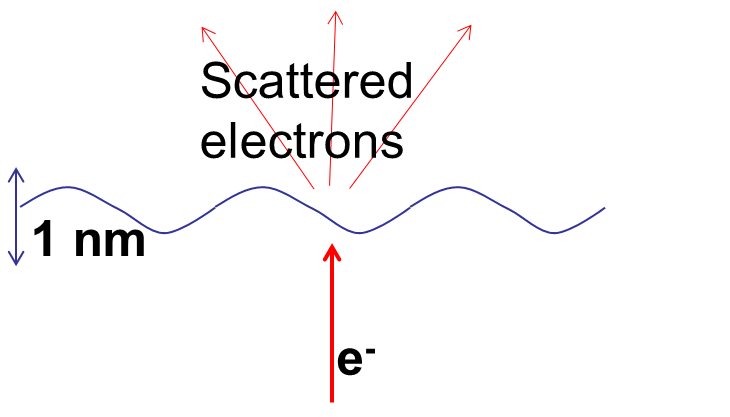 Scattered
electrons
1 nm
e-